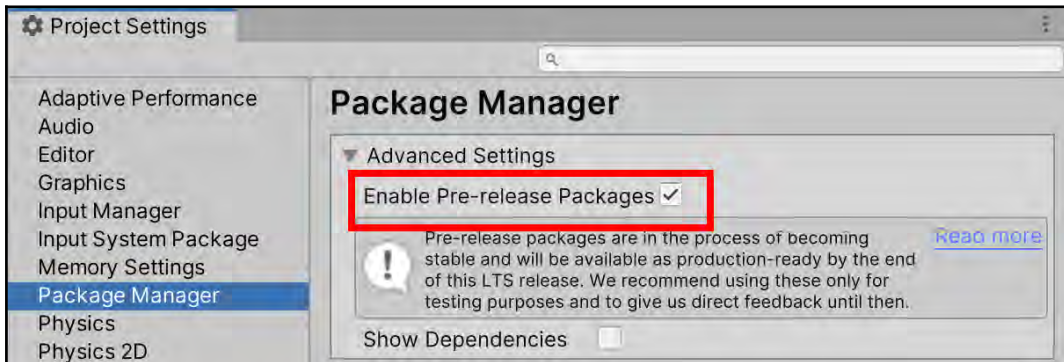 Project Settings
Adaptive Performance
Audio
Editor
Graphics
Input Manager
Input System Package
Memory Settings
Package Manager
Physics
Physics 2D
Package Manager
Advanced Settings
Enable Pre-release Packages
Pre-release packages are in the process of becoming
stable and will be available as production-ready by the end
of this LTS release. We recommend using these only for
testing purposes and to give us direct feedback until then.
Read more
Show Dependencies